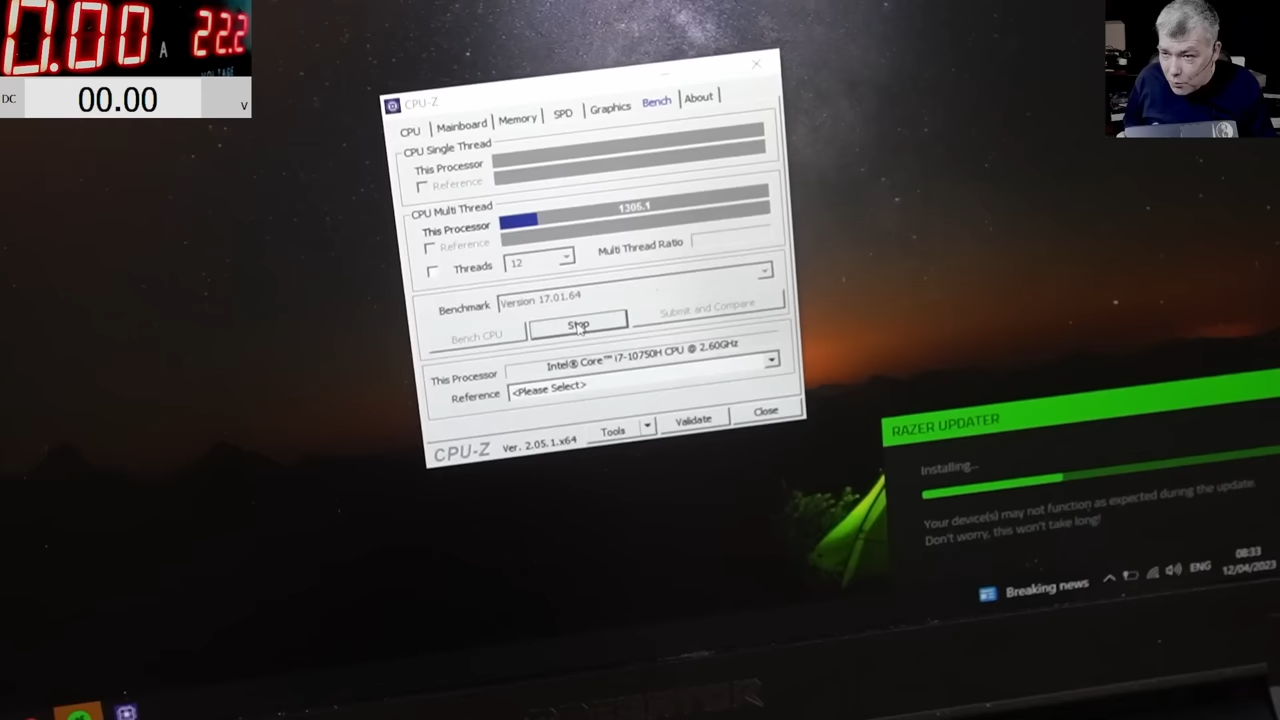 0.00 A 22.2
VOLTAGE
DC 00.00 V
CPU-Z
CPU Mainboard Memory SPD Graphics Bench About
CPU Single Thread
This Processor
Reference
CPU Multi Thread
This Processor 1305.1
Reference
Threads 12 Multi Thread Ratio
Benchmark Version 17.01.64
Bench CPU Stop Submit and Compare
This Processor Intel® Core™ i7-10750H CPU @ 2.60GHz
Reference <Please Select>
CPU-Z Ver. 2.05.1.x64 Tools Validate Close
RAZER UPDATER
Installing...
Your device(s) may not function as expected during the update.
Don't worry, this won't take long!
Breaking news ENG 08:33
12/04/2023